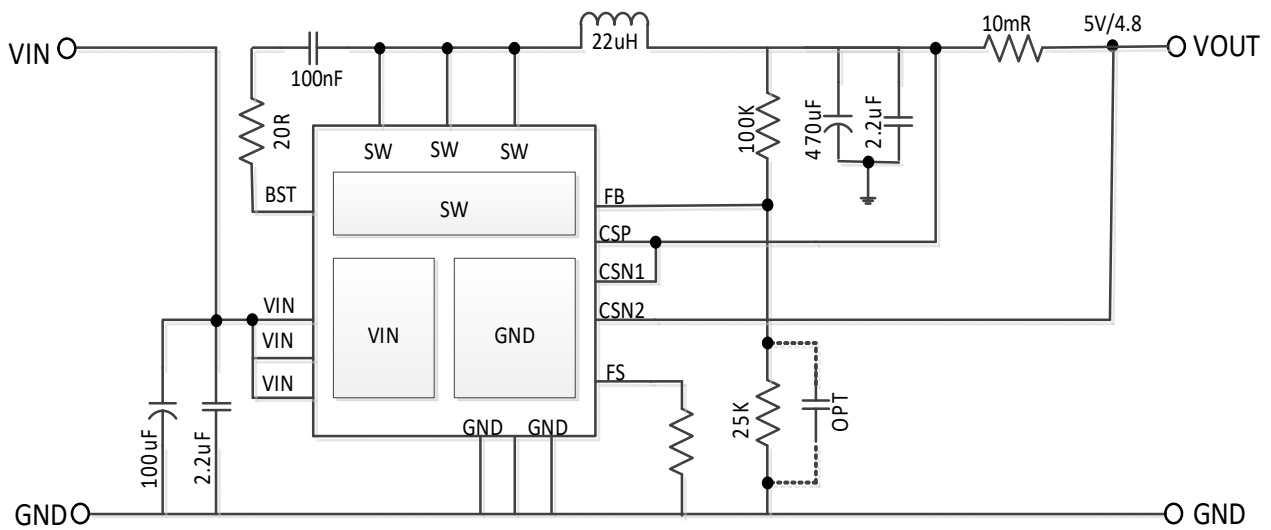 VIN
100nF
22uH
10mR
5V/4.8
VOUT
20R
100K
470uF
2.2uF
SW
SW
SW
BST
SW
FB
CSP
CSN1
CSN2
VIN
VIN
VIN
VIN
GND
FS
GND
GND
100uF
2.2uF
25K
OPT
GND
GND